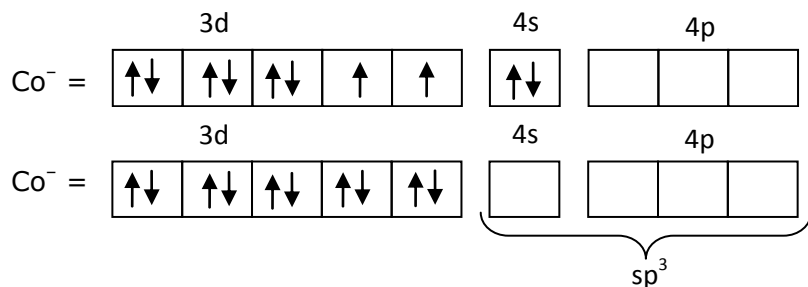 3d 4s 4p
Co⁻ = ↑↓ ↑↓ ↑↓ ↑ ↑ ↑↓
3d 4s 4p
Co⁻ = ↑↓ ↑↓ ↑↓ ↑↓ ↑↓
sp³